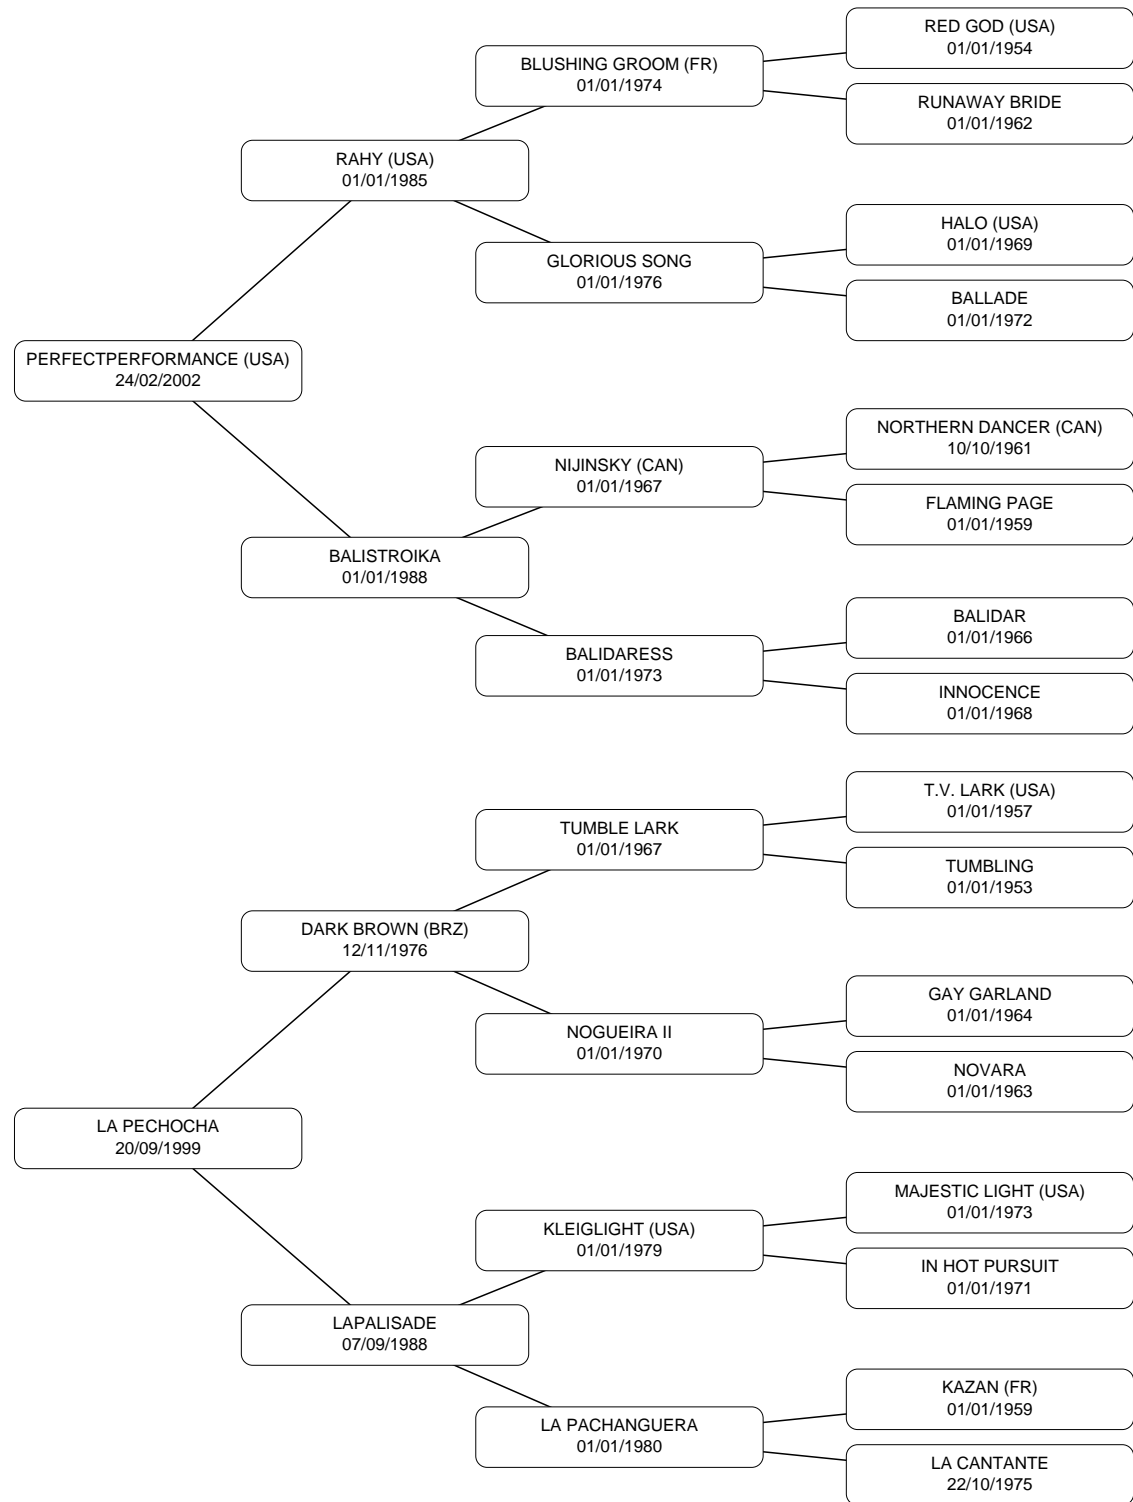 RED GOD (USA)
01/01/1954
BLUSHING GROOM (FR)
01/01/1974
RUNAWAY BRIDE
01/01/1962
RAHY (USA)
01/01/1985
HALO (USA)
01/01/1969
GLORIOUS SONG
01/01/1976
BALLADE
01/01/1972
PERFECTPERFORMANCE (USA)
24/02/2002
NORTHERN DANCER (CAN)
10/10/1961
NIJINSKY (CAN)
01/01/1967
FLAMING PAGE
01/01/1959
BALISTROIKA
01/01/1988
BALIDAR
01/01/1966
BALIDARESS
01/01/1973
INNOCENCE
01/01/1968
T.V. LARK (USA)
01/01/1957
TUMBLE LARK
01/01/1967
TUMBLING
01/01/1953
DARK BROWN (BRZ)
12/11/1976
GAY GARLAND
01/01/1964
NOGUEIRA II
01/01/1970
NOVARA
01/01/1963
LA PECHOCHA
20/09/1999
MAJESTIC LIGHT (USA)
01/01/1973
KLEIGLIGHT (USA)
01/01/1979
IN HOT PURSUIT
01/01/1971
LAPALISADE
07/09/1988
KAZAN (FR)
01/01/1959
LA PACHANGUERA
01/01/1980
LA CANTANTE
22/10/1975